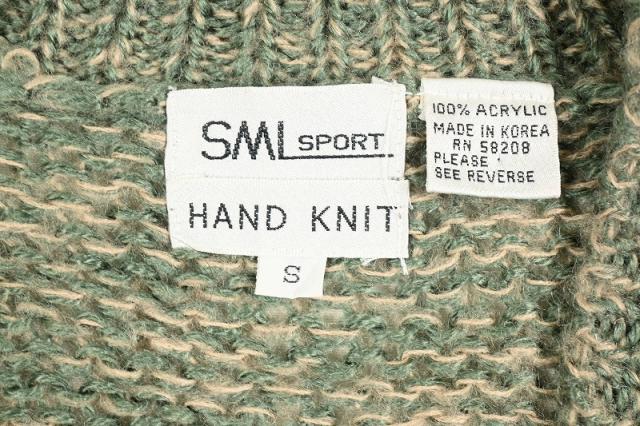 SML SPORT
HAND KNIT
S
100% ACRYLIC
MADE IN KOREA
RN 58208
PLEASE
SEE REVERSE